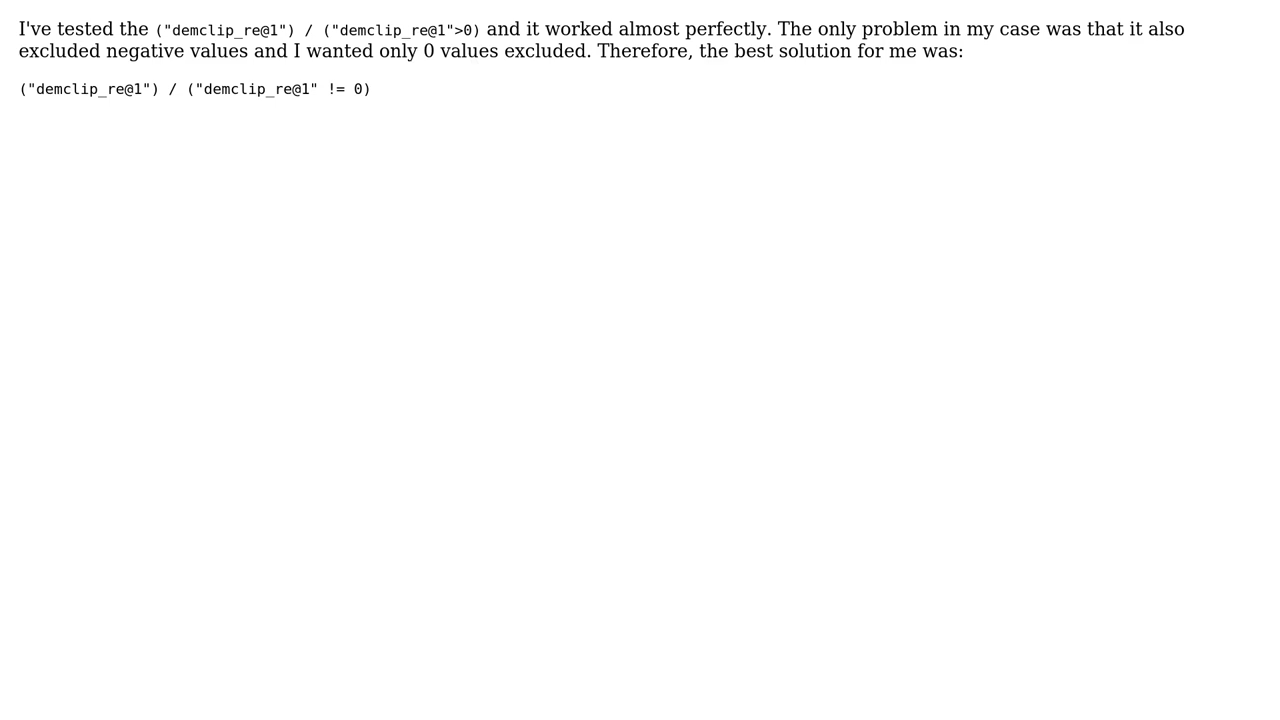 I've tested the ("demclip_re@1") / ("demclip_re@1">0) and it worked almost perfectly. The only problem in my case was that it also
excluded negative values and I wanted only 0 values excluded. Therefore, the best solution for me was:
("demclip_re@1") / ("demclip_re@1" != 0)